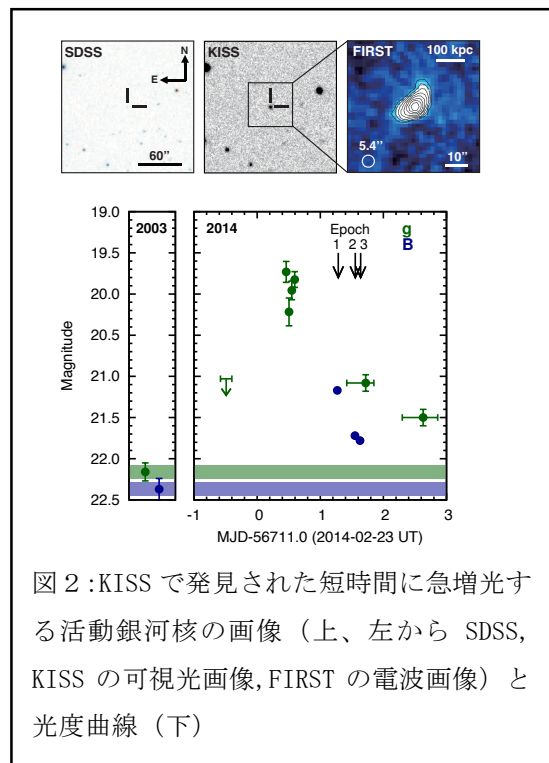 SDSS
N
E
60”
KISS
FIRST
100 kpc
5.4’’
10”
2003
2014
Epoch
1 2 3
g
B
Magnitude
19.0
19.5
20.0
20.5
21.0
21.5
22.0
22.5
-1 0 1 2 3
MJD-56711.0 (2014-02-23 UT)
図２:KISS で発見された短時間に急増光す
る活動銀河核の画像（上、左から SDSS,
KISS の可視光画像,FIRST の電波画像）と
光度曲線（下）